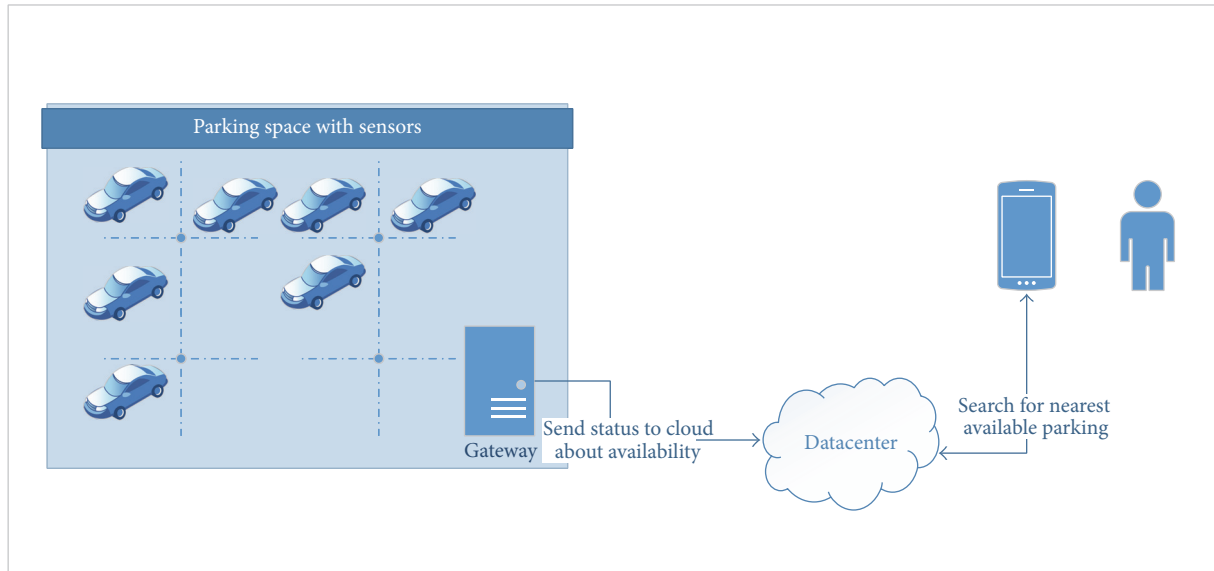 Parking space with sensors
Gateway
Send status to cloud
about availability
Datacenter
Search for nearest
available parking